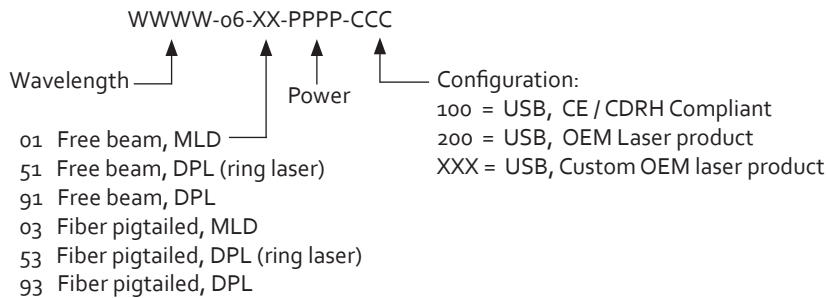 WWWW-06-XX-PPPP-CCC
Wavelength
Power
Configuration:
100 = USB, CE / CDRH Compliant
200 = USB, OEM Laser product
XXX = USB, Custom OEM laser product
01 Free beam, MLD
51 Free beam, DPL (ring laser)
91 Free beam, DPL
03 Fiber pigtailed, MLD
53 Fiber pigtailed, DPL (ring laser)
93 Fiber pigtailed, DPL